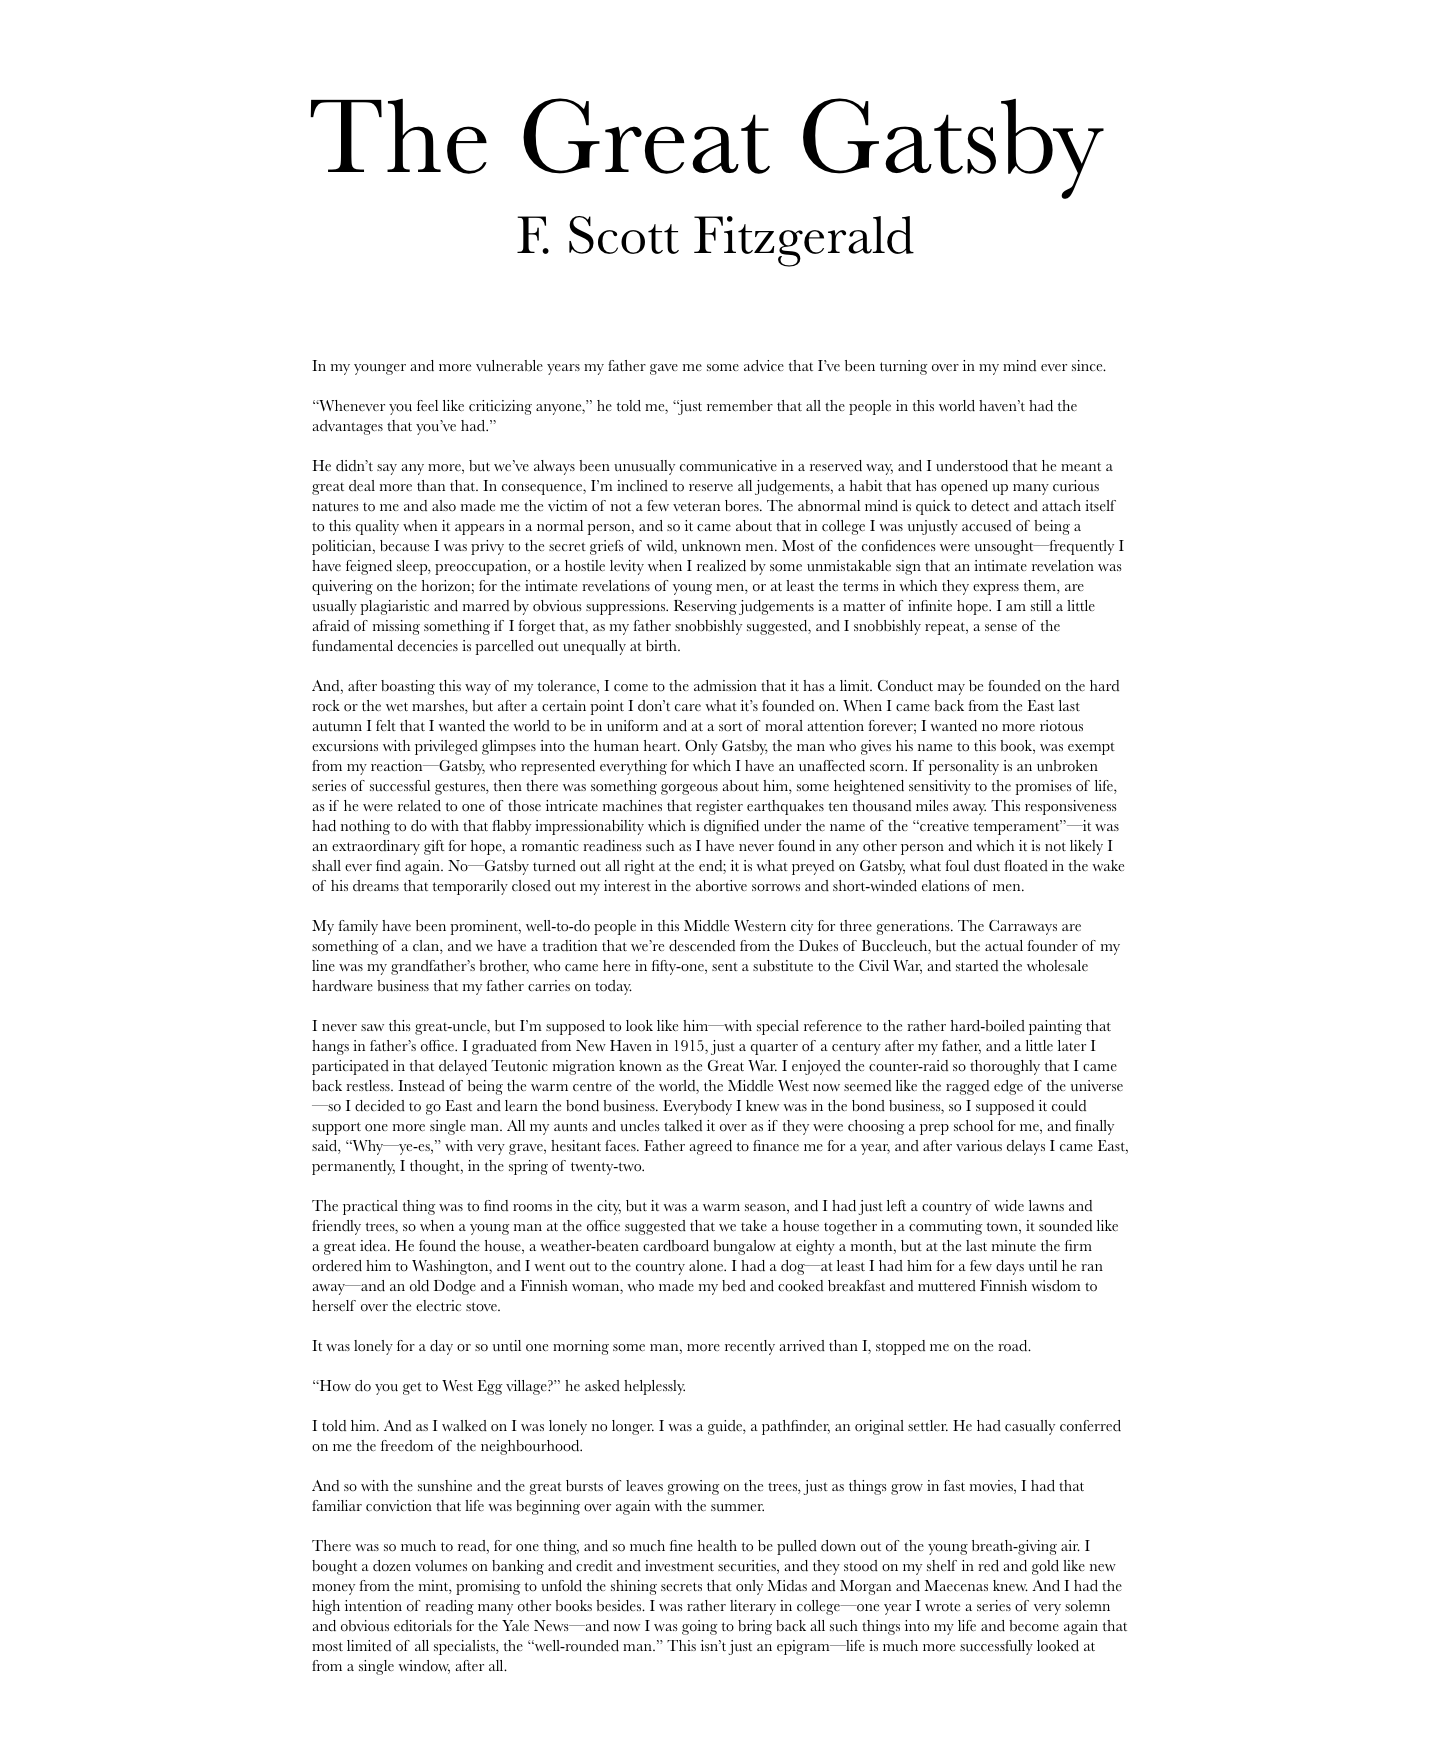 The Great Gatsby
F. Scott Fitzgerald
In my younger and more vulnerable years my father gave me some advice that I’ve been turning over in my mind ever since.
“Whenever you feel like criticizing anyone,” he told me, “just remember that all the people in this world haven’t had the
advantages that you’ve had.”
He didn’t say any more, but we’ve always been unusually communicative in a reserved way, and I understood that he meant a
great deal more than that. In consequence, I’m inclined to reserve all judgements, a habit that has opened up many curious
natures to me and also made me the victim of not a few veteran bores. The abnormal mind is quick to detect and attach itself
to this quality when it appears in a normal person, and so it came about that in college I was unjustly accused of being a
politician, because I was privy to the secret griefs of wild, unknown men. Most of the confidences were unsought—frequently I
have feigned sleep, preoccupation, or a hostile levity when I realized by some unmistakable sign that an intimate revelation was
quivering on the horizon; for the intimate revelations of young men, or at least the terms in which they express them, are
usually plagiaristic and marred by obvious suppressions. Reserving judgements is a matter of infinite hope. I am still a little
afraid of missing something if I forget that, as my father snobbishly suggested, and I snobbishly repeat, a sense of the
fundamental decencies is parcelled out unequally at birth.
And, after boasting this way of my tolerance, I come to the admission that it has a limit. Conduct may be founded on the hard
rock or the wet marshes, but after a certain point I don’t care what it’s founded on. When I came back from the East last
autumn I felt that I wanted the world to be in uniform and at a sort of moral attention forever; I wanted no more riotous
excursions with privileged glimpses into the human heart. Only Gatsby, the man who gives his name to this book, was exempt
from my reaction—Gatsby, who represented everything for which I have an unaffected scorn. If personality is an unbroken
series of successful gestures, then there was something gorgeous about him, some heightened sensitivity to the promises of life,
as if he were related to one of those intricate machines that register earthquakes ten thousand miles away. This responsiveness
had nothing to do with that flabby impressionability which is dignified under the name of the “creative temperament”—it was
an extraordinary gift for hope, a romantic readiness such as I have never found in any other person and which it is not likely I
shall ever find again. No—Gatsby turned out all right at the end; it is what preyed on Gatsby, what foul dust floated in the wake
of his dreams that temporarily closed out my interest in the abortive sorrows and short-winded elations of men.
My family have been prominent, well-to-do people in this Middle Western city for three generations. The Carraways are
something of a clan, and we have a tradition that we’re descended from the Dukes of Buccleuch, but the actual founder of my
line was my grandfather’s brother, who came here in fifty-one, sent a substitute to the Civil War, and started the wholesale
hardware business that my father carries on today.
I never saw this great-uncle, but I’m supposed to look like him—with special reference to the rather hard-boiled painting that
hangs in father’s office. I graduated from New Haven in 1915, just a quarter of a century after my father, and a little later I
participated in that delayed Teutonic migration known as the Great War. I enjoyed the counter-raid so thoroughly that I came
back restless. Instead of being the warm centre of the world, the Middle West now seemed like the ragged edge of the universe
—so I decided to go East and learn the bond business. Everybody I knew was in the bond business, so I supposed it could
support one more single man. All my aunts and uncles talked it over as if they were choosing a prep school for me, and finally
said, “Why—ye-es,” with very grave, hesitant faces. Father agreed to finance me for a year, and after various delays I came East,
permanently, I thought, in the spring of twenty-two.
The practical thing was to find rooms in the city, but it was a warm season, and I had just left a country of wide lawns and
friendly trees, so when a young man at the office suggested that we take a house together in a commuting town, it sounded like
a great idea. He found the house, a weather-beaten cardboard bungalow at eighty a month, but at the last minute the firm
ordered him to Washington, and I went out to the country alone. I had a dog—at least I had him for a few days until he ran
away—and an old Dodge and a Finnish woman, who made my bed and cooked breakfast and muttered Finnish wisdom to
herself over the electric stove.
It was lonely for a day or so until one morning some man, more recently arrived than I, stopped me on the road.
“How do you get to West Egg village?” he asked helplessly.
I told him. And as I walked on I was lonely no longer. I was a guide, a pathfinder, an original settler. He had casually conferred
on me the freedom of the neighbourhood.
And so with the sunshine and the great bursts of leaves growing on the trees, just as things grow in fast movies, I had that
familiar conviction that life was beginning over again with the summer.
There was so much to read, for one thing, and so much fine health to be pulled down out of the young breath-giving air. I
bought a dozen volumes on banking and credit and investment securities, and they stood on my shelf in red and gold like new
money from the mint, promising to unfold the shining secrets that only Midas and Morgan and Maecenas knew. And I had the
high intention of reading many other books besides. I was rather literary in college—one year I wrote a series of very solemn
and obvious editorials for the Yale News—and now I was going to bring back all such things into my life and become again that
most limited of all specialists, the “well-rounded man.” This isn’t just an epigram—life is much more successfully looked at
from a single window, after all.